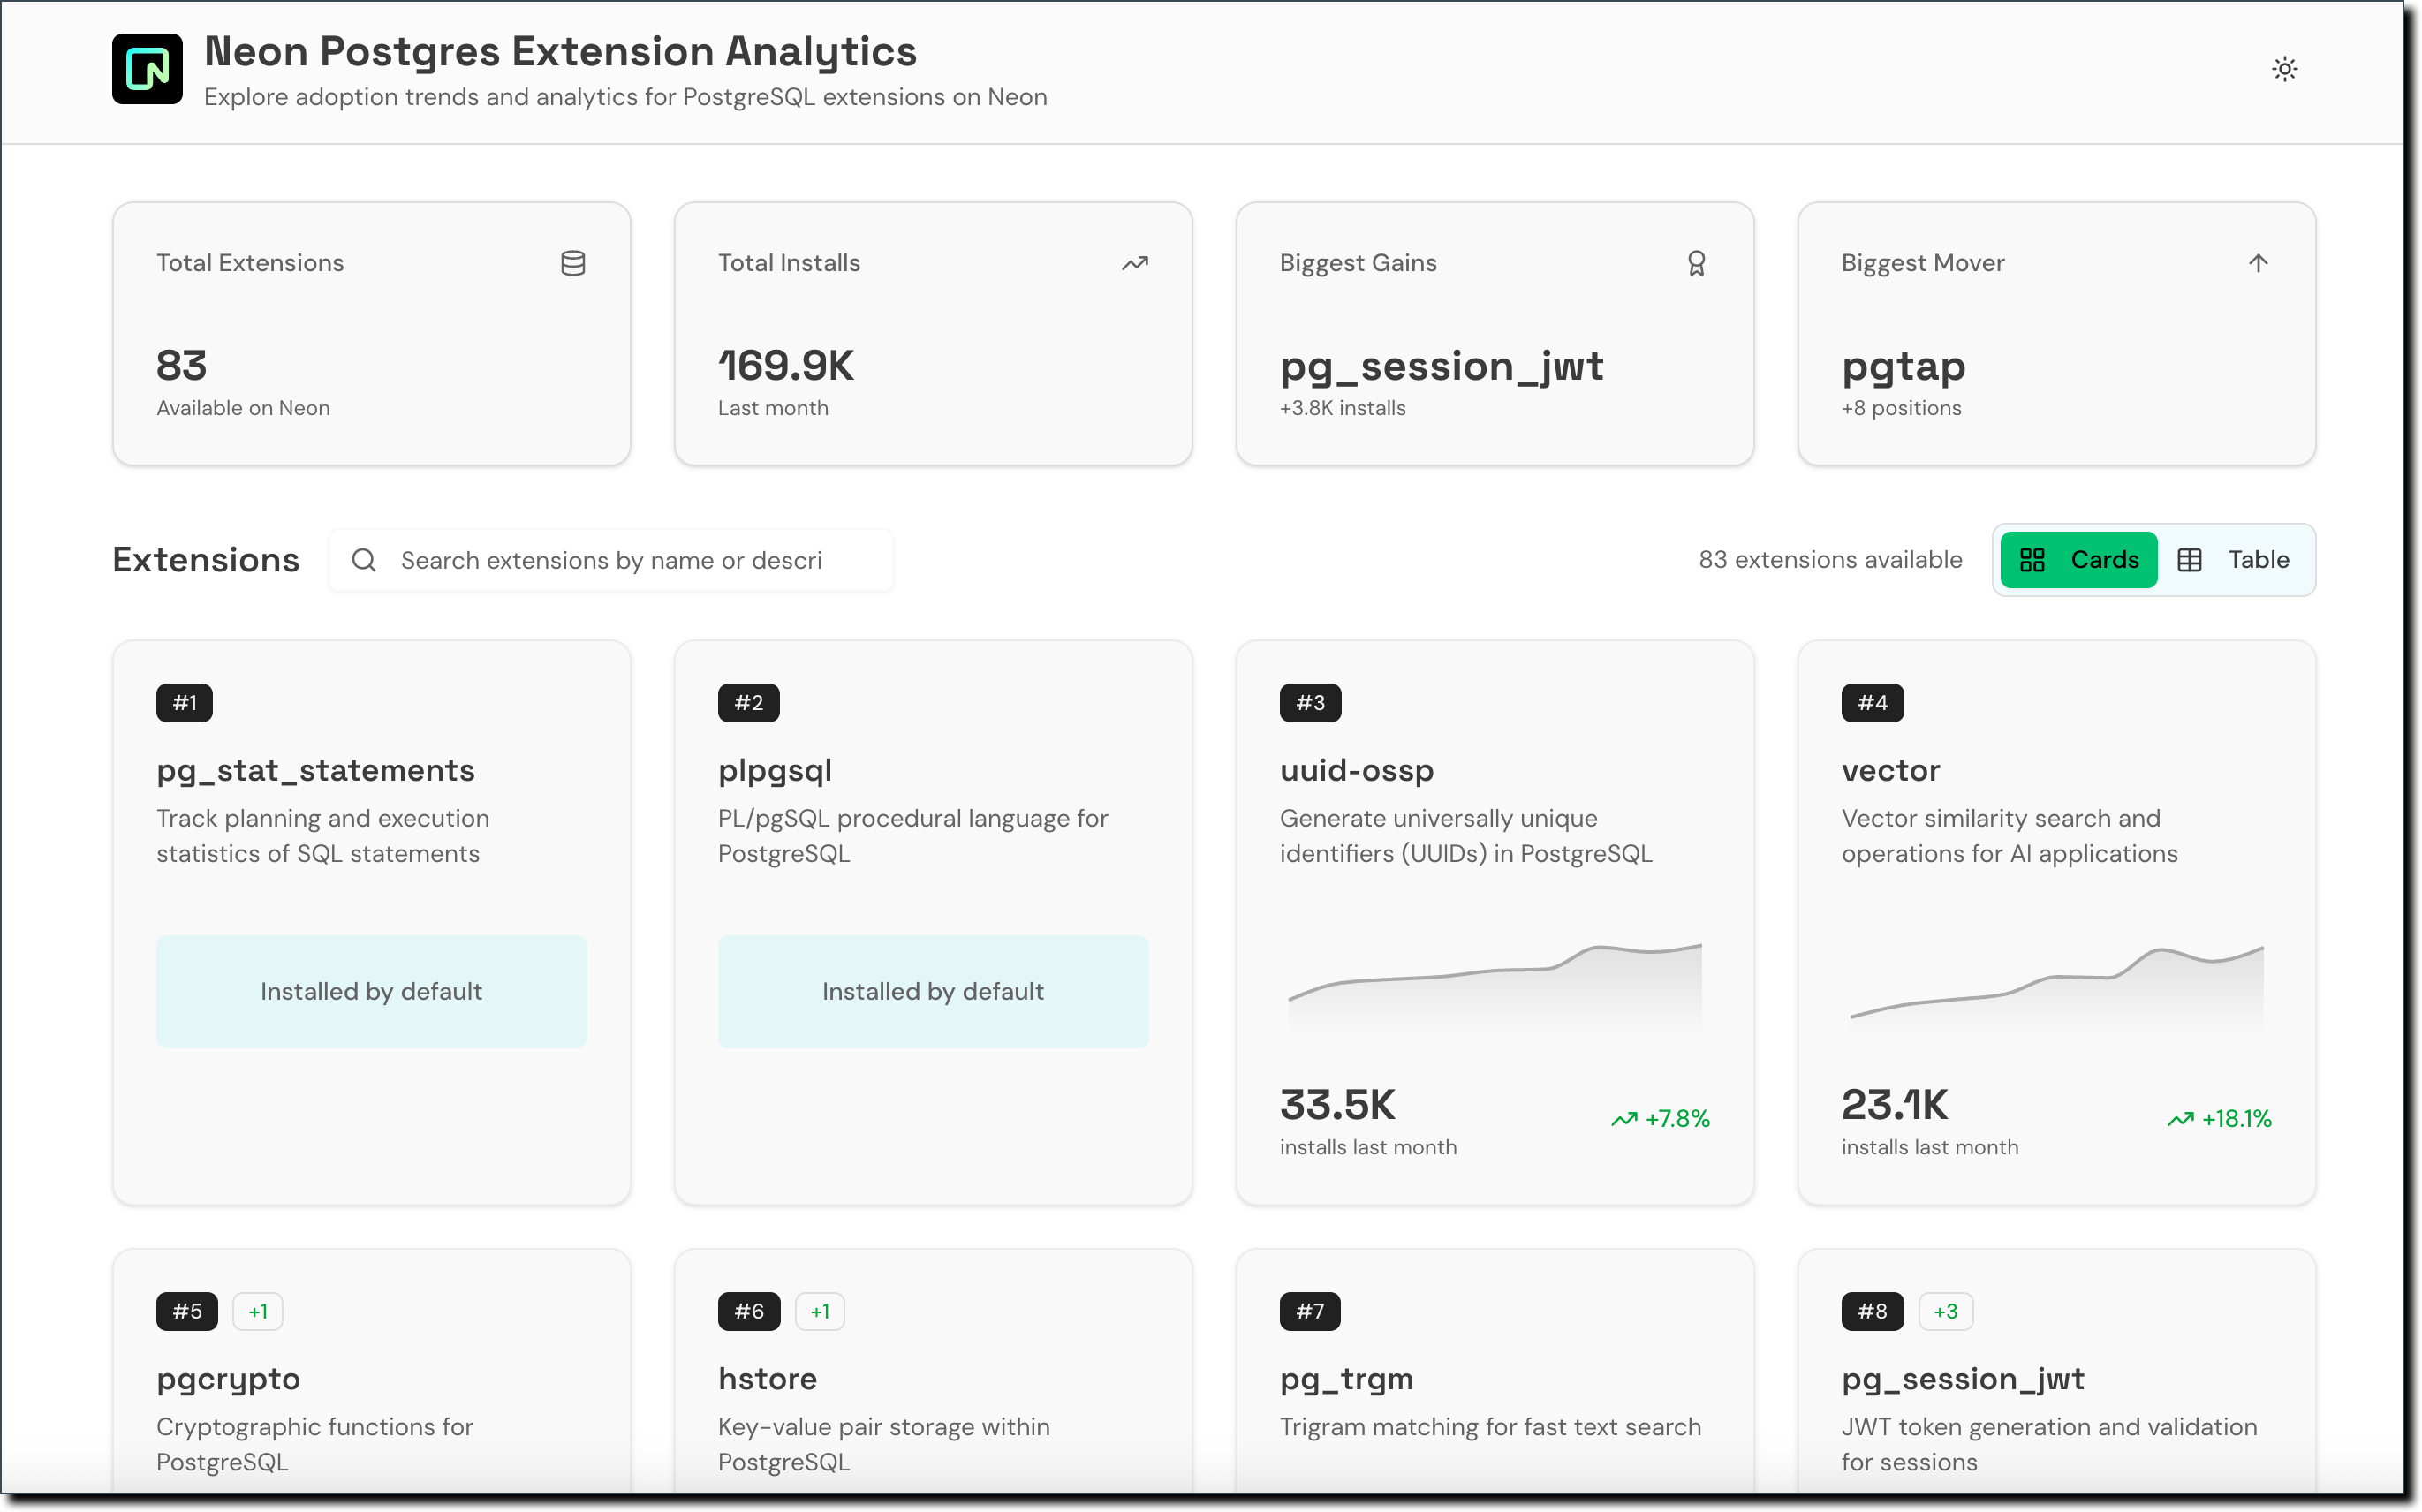 Neon Postgres Extension Analytics
Explore adoption trends and analytics for PostgreSQL extensions on Neon
Total Extensions
83
Available on Neon
Total Installs
169.9K
Last month
Biggest Gains
pg_session_jwt
+3.8K installs
Biggest Mover
pgtap
+8 positions
Extensions
Search extensions by name or descri
83 extensions available
Cards
Table
#1
pg_stat_statements
Track planning and execution
statistics of SQL statements
Installed by default
#2
plpgsql
PL/pgSQL procedural language for
PostgreSQL
Installed by default
#3
uuid-ossp
Generate universally unique
identifiers (UUIDs) in PostgreSQL
33.5K
+7.8%
installs last month
#4
vector
Vector similarity search and
operations for AI applications
23.1K
+18.1%
installs last month
#5 +1
pgcrypto
Cryptographic functions for
PostgreSQL
#6 +1
hstore
Key-value pair storage within
PostgreSQL
#7
pg_trgm
Trigram matching for fast text search
#8 +3
pg_session_jwt
JWT token generation and validation
for sessions